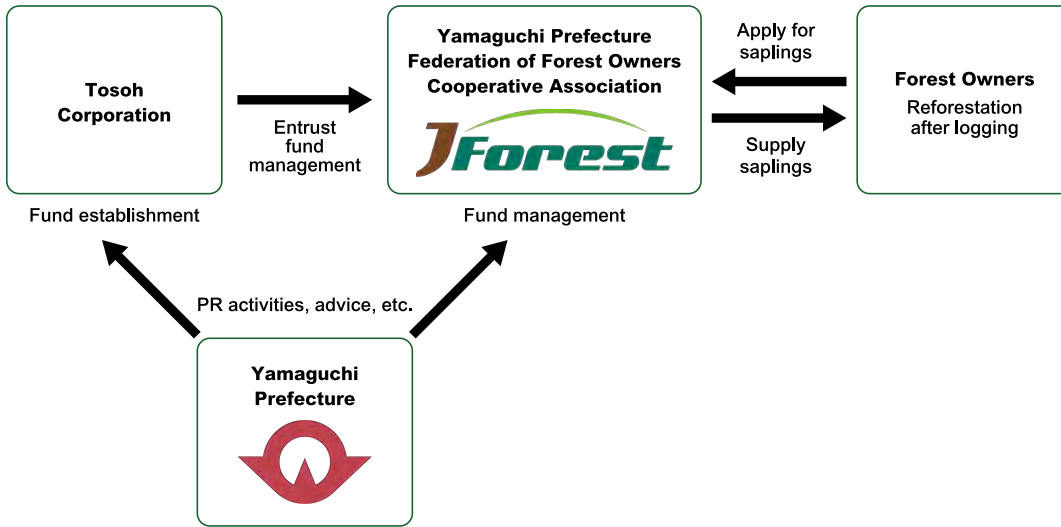 Tosoh
Corporation
Entrust
fund
management
Yamaguchi Prefecture
Federation of Forest Owners
Cooperative Association
JForest
Apply for
saplings
Supply
saplings
Forest Owners
Reforestation
after logging
Fund establishment
Fund management
PR activities, advice, etc.
Yamaguchi
Prefecture